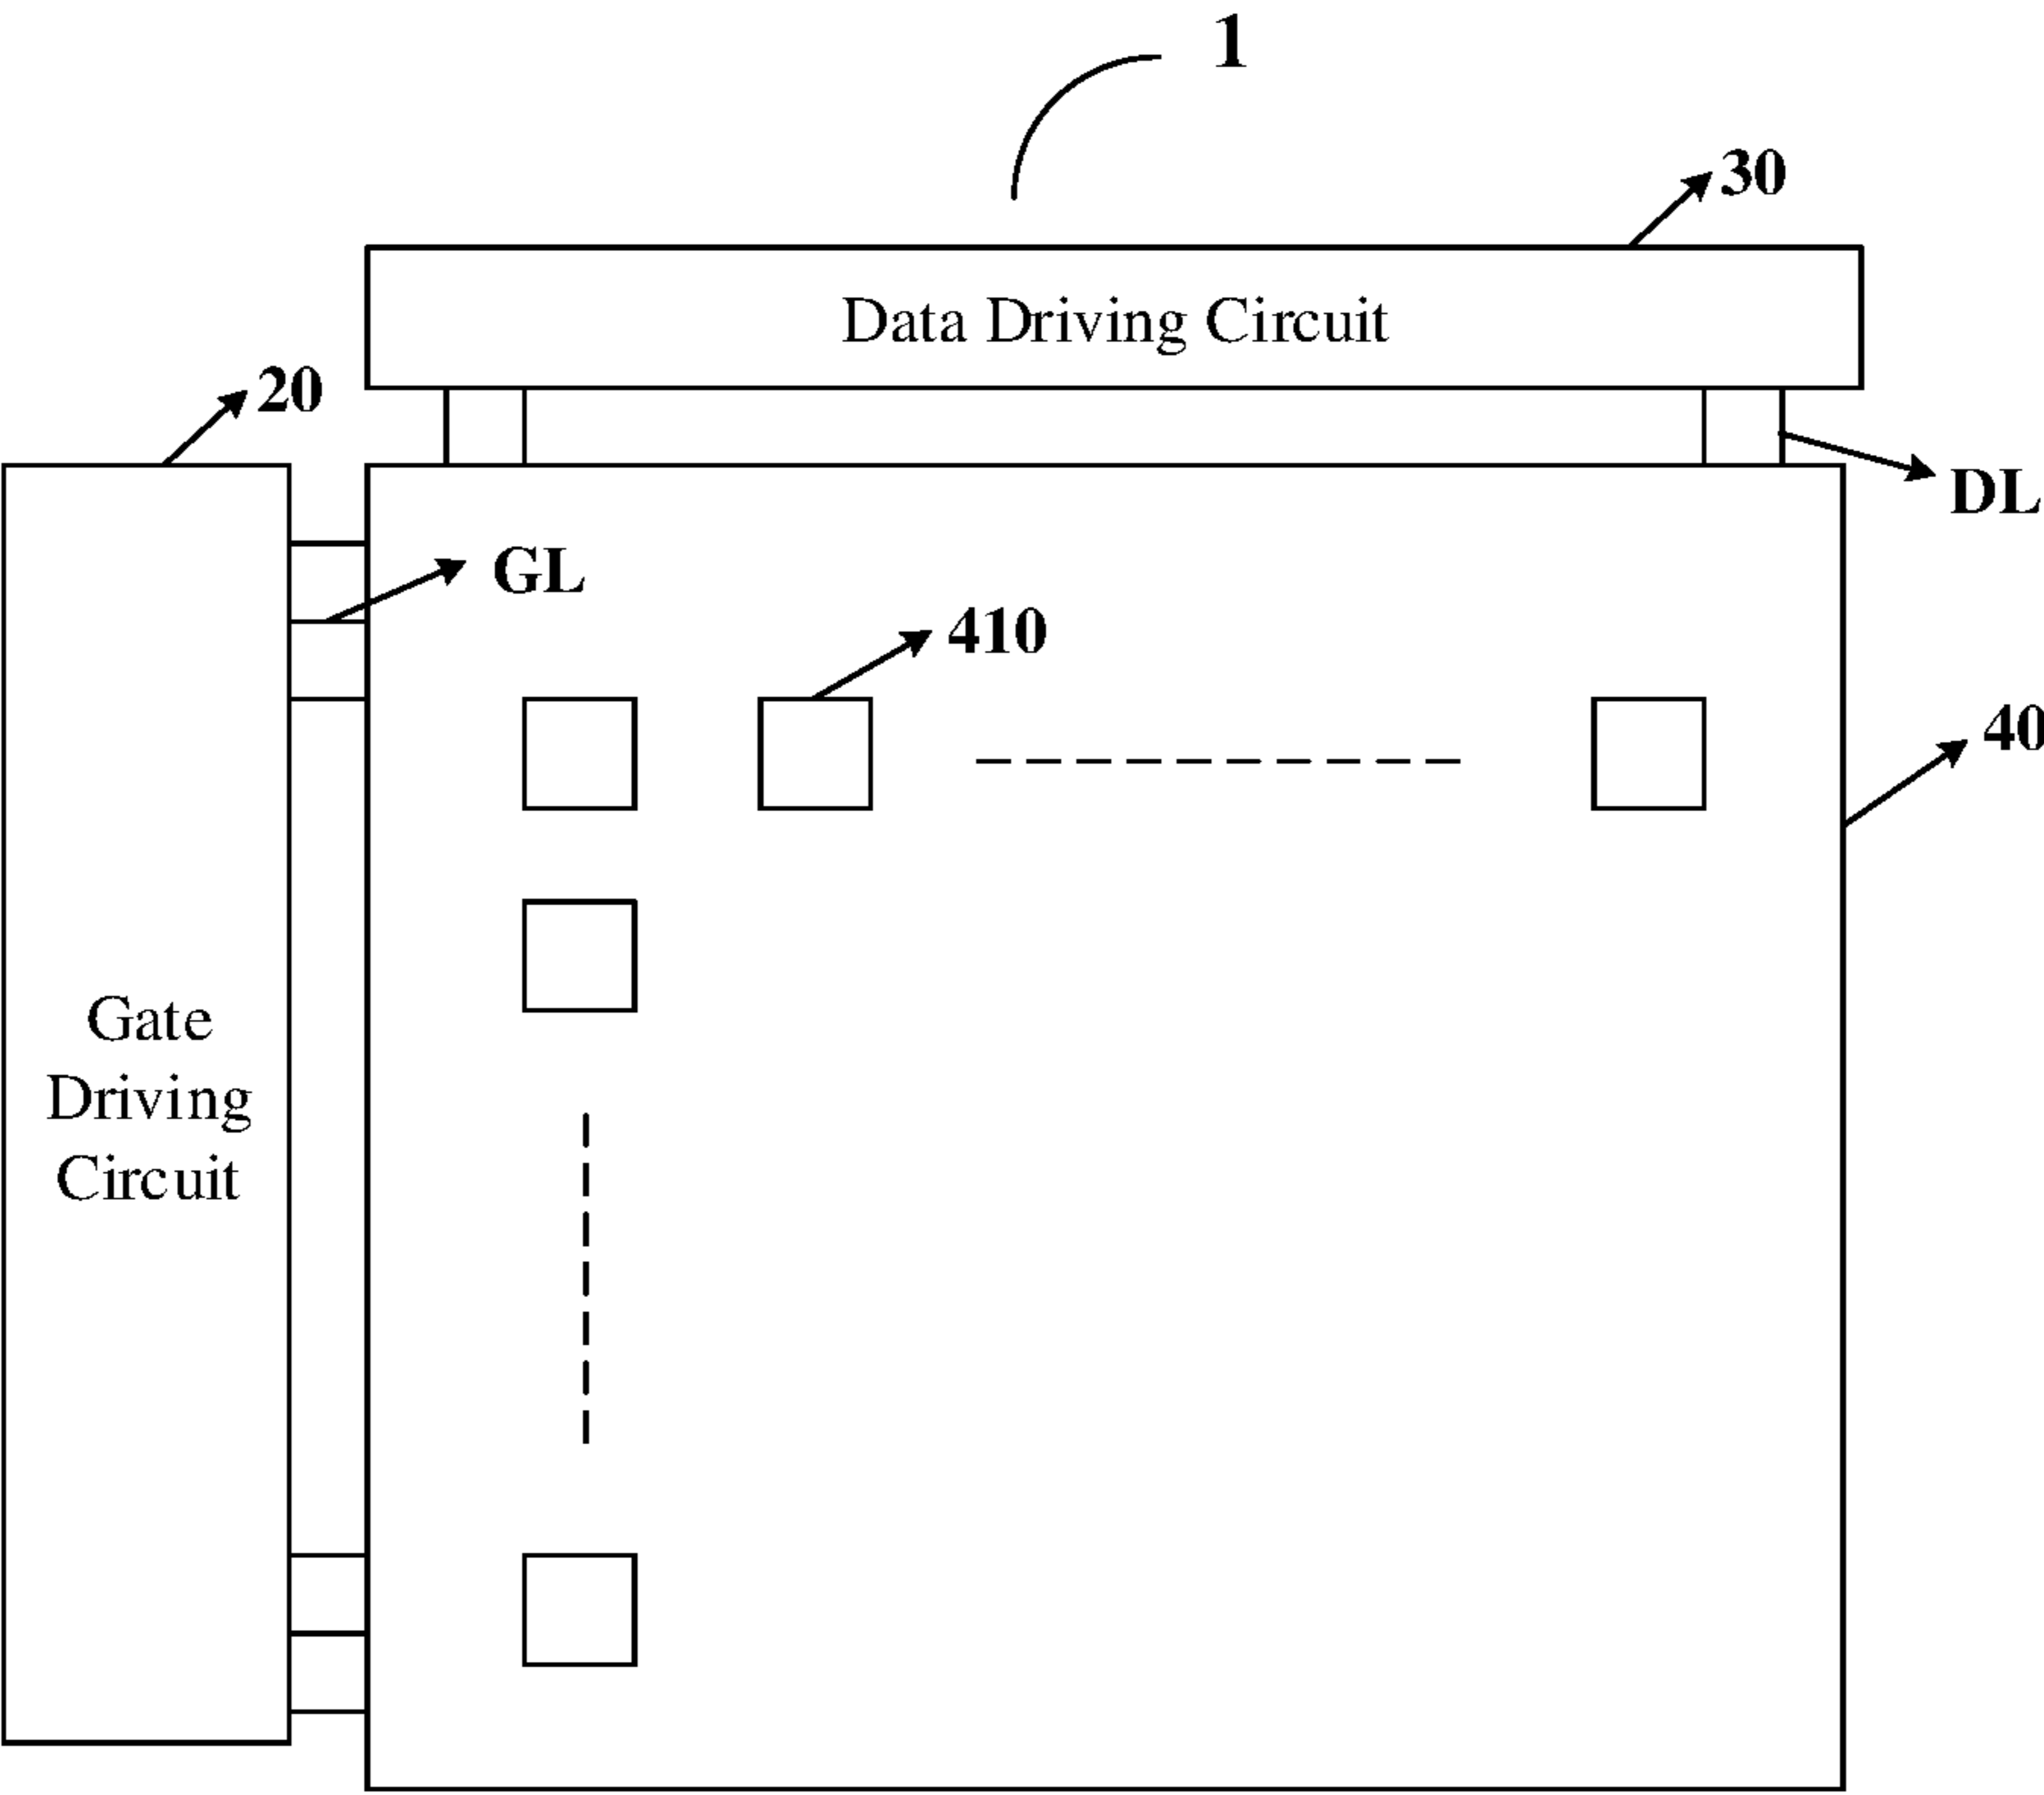 1
30
Data Driving Circuit
20
DL
GL
410
40
Gate
Driving
Circuit